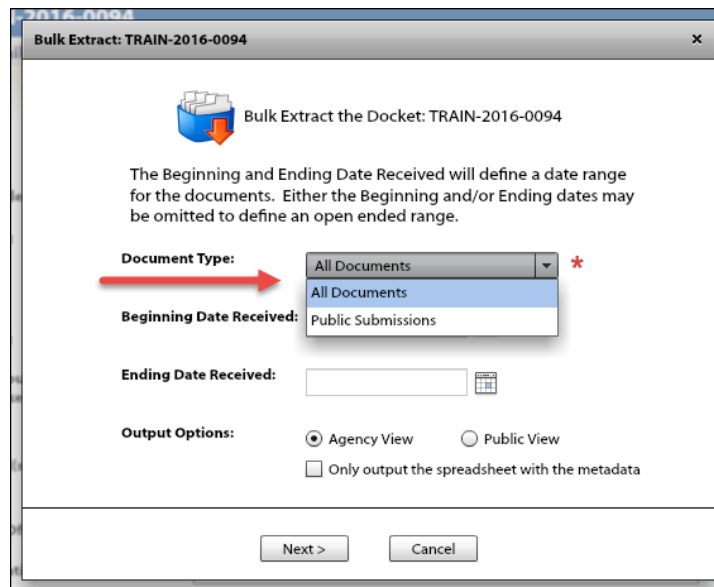 -2016-0094
Bulk Extract: TRAIN-2016-0094 x
Bulk Extract the Docket: TRAIN-2016-0094
The Beginning and Ending Date Received will define a date range
for the documents. Either the Beginning and/or Ending dates may
be omitted to define an open ended range.
Document Type: All Documents *
All Documents
Public Submissions
Beginning Date Received:
Ending Date Received:
Output Options: Agency View Public View
Only output the spreadsheet with the metadata
Next > Cancel